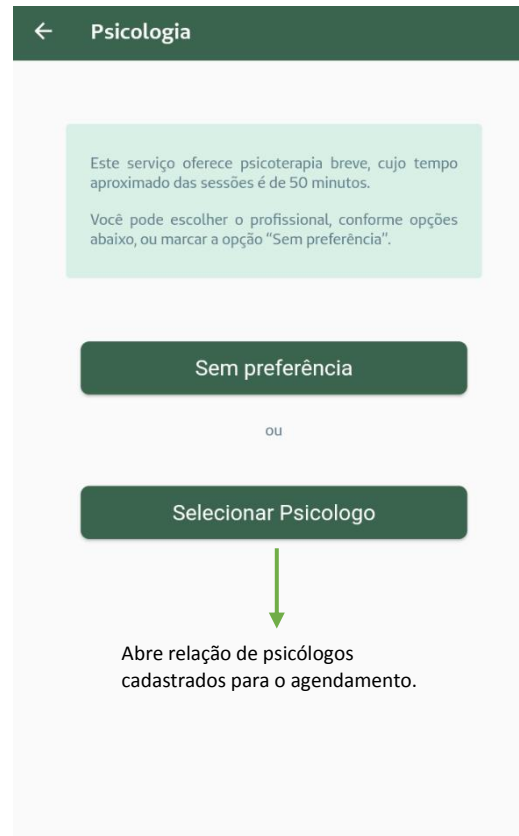 Psicologia
Este serviço oferece psicoterapia breve, cujo tempo
aproximado das sessões é de 50 minutos.
Você pode escolher o profissional, conforme opções
abaixo, ou marcar a opção "Sem preferência".
Sem preferência
ou
Selecionar Psicologo
Abre relação de psicólogos
cadastrados para o agendamento.